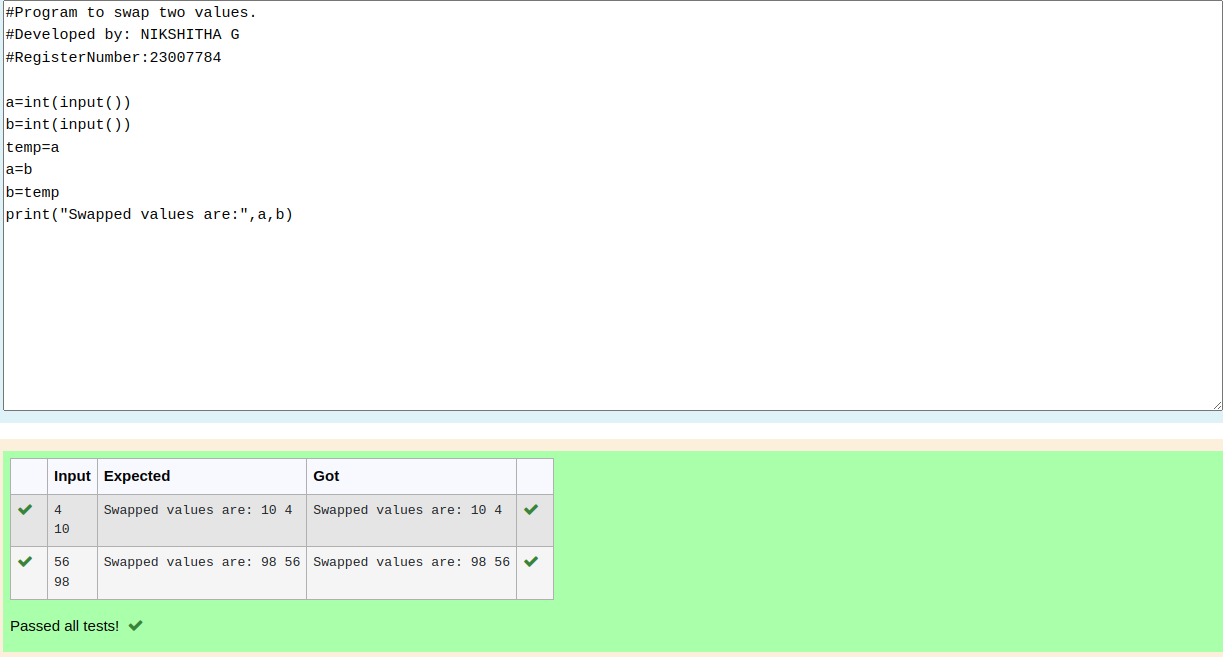 #Program to swap two values.
#Developed by: NIKSHITHA G
#RegisterNumber:23007784
a=int(input())
b=int(input())
temp=a
a=b
b=temp
print("Swapped values are:",a,b)
Input Expected Got
4 Swapped values are: 10 4 Swapped values are: 10 4
10
56 Swapped values are: 98 56 Swapped values are: 98 56
98
Passed all tests!